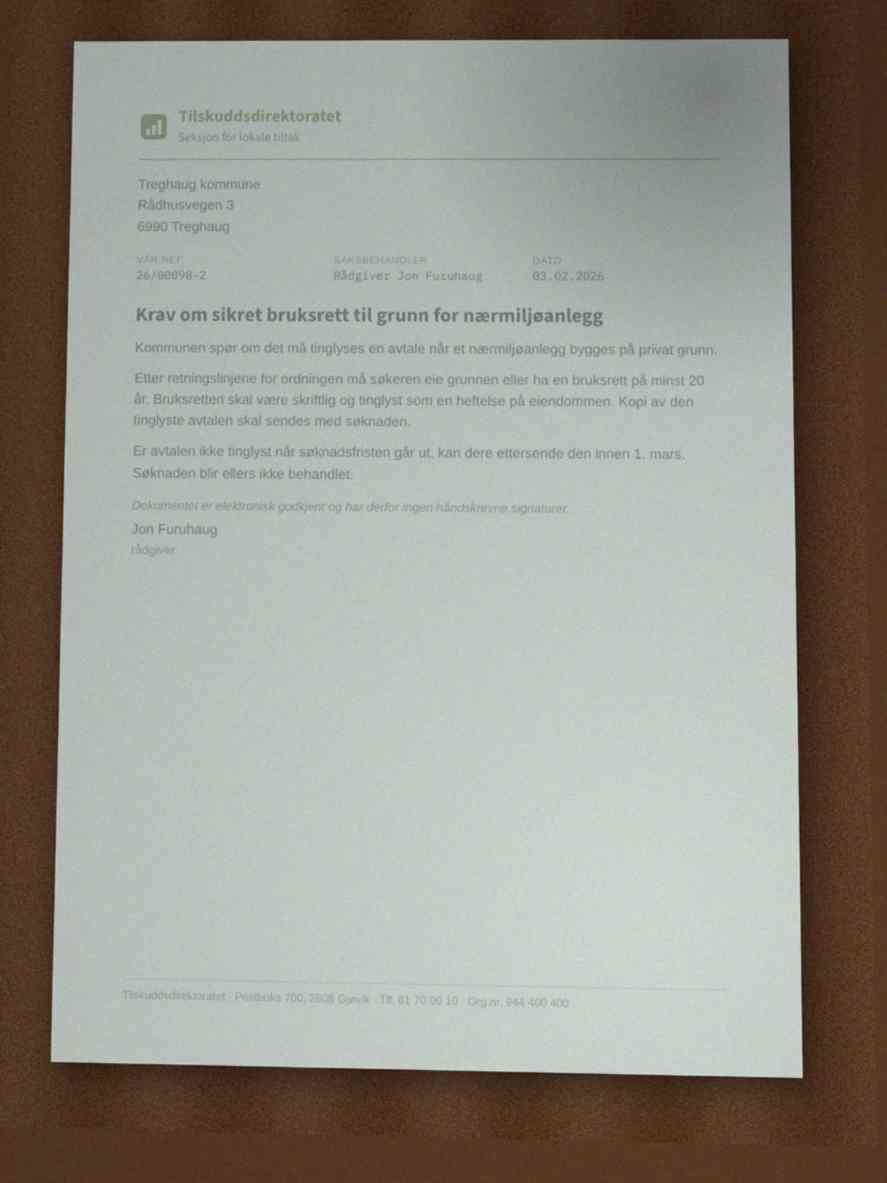 Tilskuddsdirektoratet
Seksjon for lokale tiltak
Treghaug kommune
Rådhusvegen 3
6990 Treghaug
VÅR REF. SAKSBEHANDLER DATO
26/00098-2 Rådgiver Jon Furuhaug 03.02.2026
Krav om sikret bruksrett til grunn for nærmiljøanlegg
Kommunen spør om det må tinglyses en avtale når et nærmiljøanlegg bygges på privat grunn.
Etter retningslinjene for ordningen må søkeren eie grunnen eller ha en bruksrett på minst 20
år. Bruksretten skal være skriftlig og tinglyst som en heftelse på eiendommen. Kopi av den
tinglyste avtalen skal sendes med søknaden.
Er avtalen ikke tinglyst når søknadsfristen går ut, kan dere ettersende den innen 1. mars.
Søknaden blir ellers ikke behandlet.
Dokumentet er elektronisk godkjent og har derfor ingen håndskrevne signaturer.
Jon Furuhaug
rådgiver
Tilskuddsdirektoratet · Postboks 700, 2808 Gjøvik · Tlf. 61 70 00 10 · Org.nr. 944 400 400